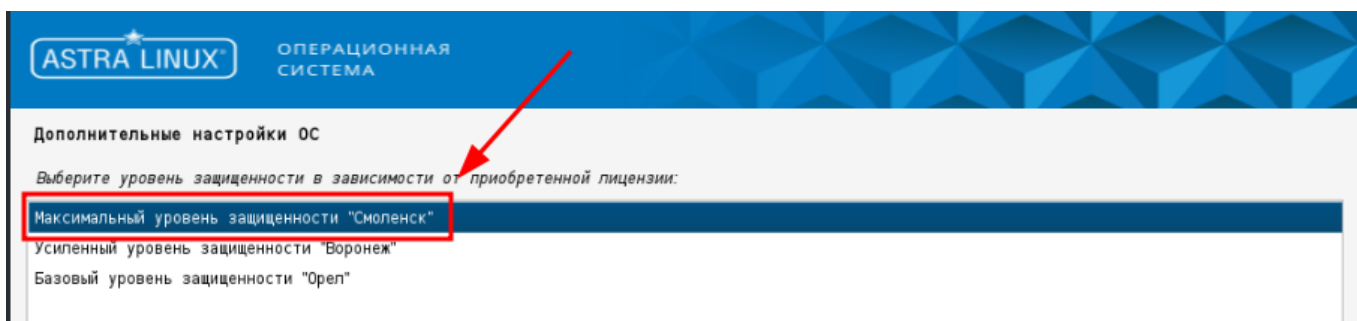 ASTRA LINUX®
ОПЕРАЦИОННАЯ
СИСТЕМА
Дополнительные настройки ОС
Выберите уровень защищенности в зависимости от приобретенной лицензии:
Максимальный уровень защищенности "Смоленск"
Усиленный уровень защищенности "Воронеж"
Базовый уровень защищенности "Орел"